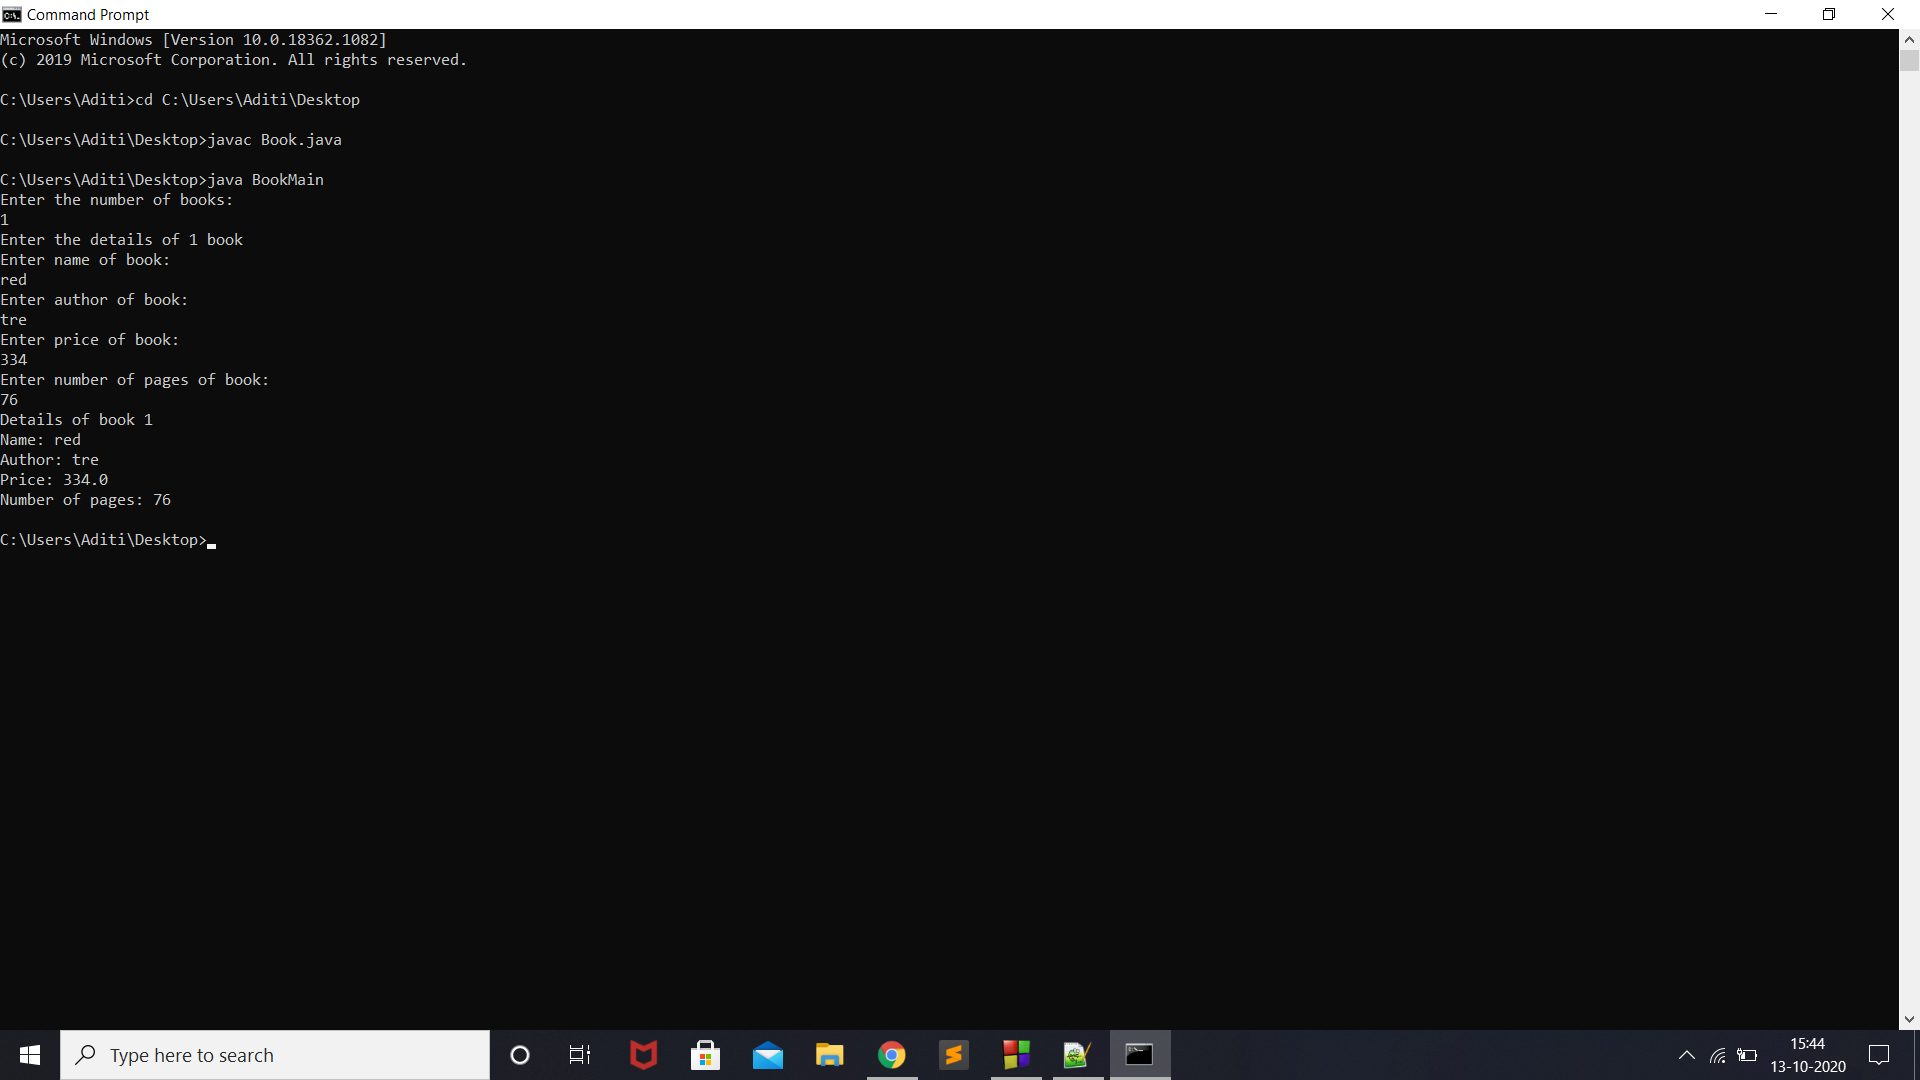 Command Prompt
Microsoft Windows [Version 10.0.18362.1082]
(c) 2019 Microsoft Corporation. All rights reserved.
C:\Users\Aditi>cd C:\Users\Aditi\Desktop
C:\Users\Aditi\Desktop>javac Book.java
C:\Users\Aditi\Desktop>java BookMain
Enter the number of books:
1
Enter the details of 1 book
Enter name of book:
red
Enter author of book:
tre
Enter price of book:
334
Enter number of pages of book:
76
Details of book 1
Name: red
Author: tre
Price: 334.0
Number of pages: 76
C:\Users\Aditi\Desktop>
Type here to search
15:44
13-10-2020